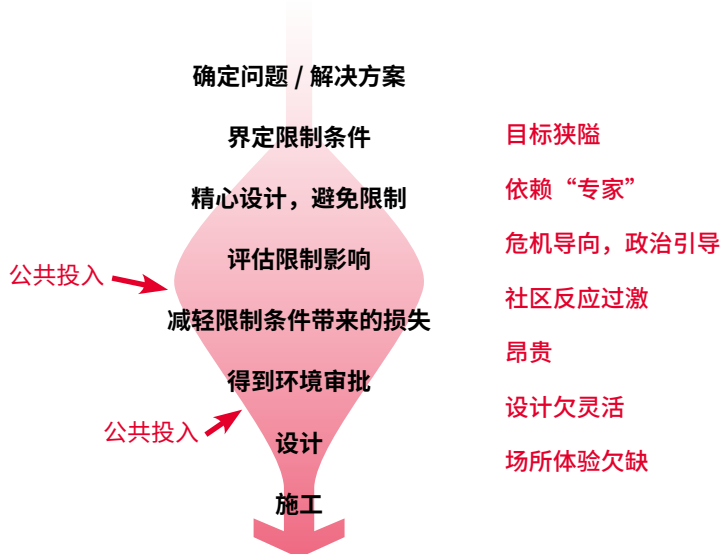 确定问题 / 解决方案
界定限制条件
精心设计，避免限制
评估限制影响
减轻限制条件带来的损失
得到环境审批
设计
施工
公共投入
公共投入
目标狭隘
依赖“专家”
危机导向，政治引导
社区反应过激
昂贵
设计欠灵活
场所体验欠缺